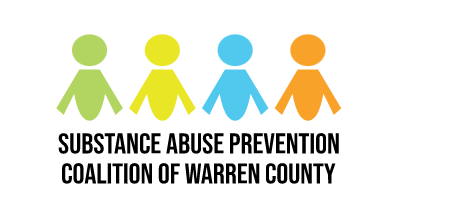 SUBSTANCE ABUSE PREVENTION
COALITION OF WARREN COUNTY